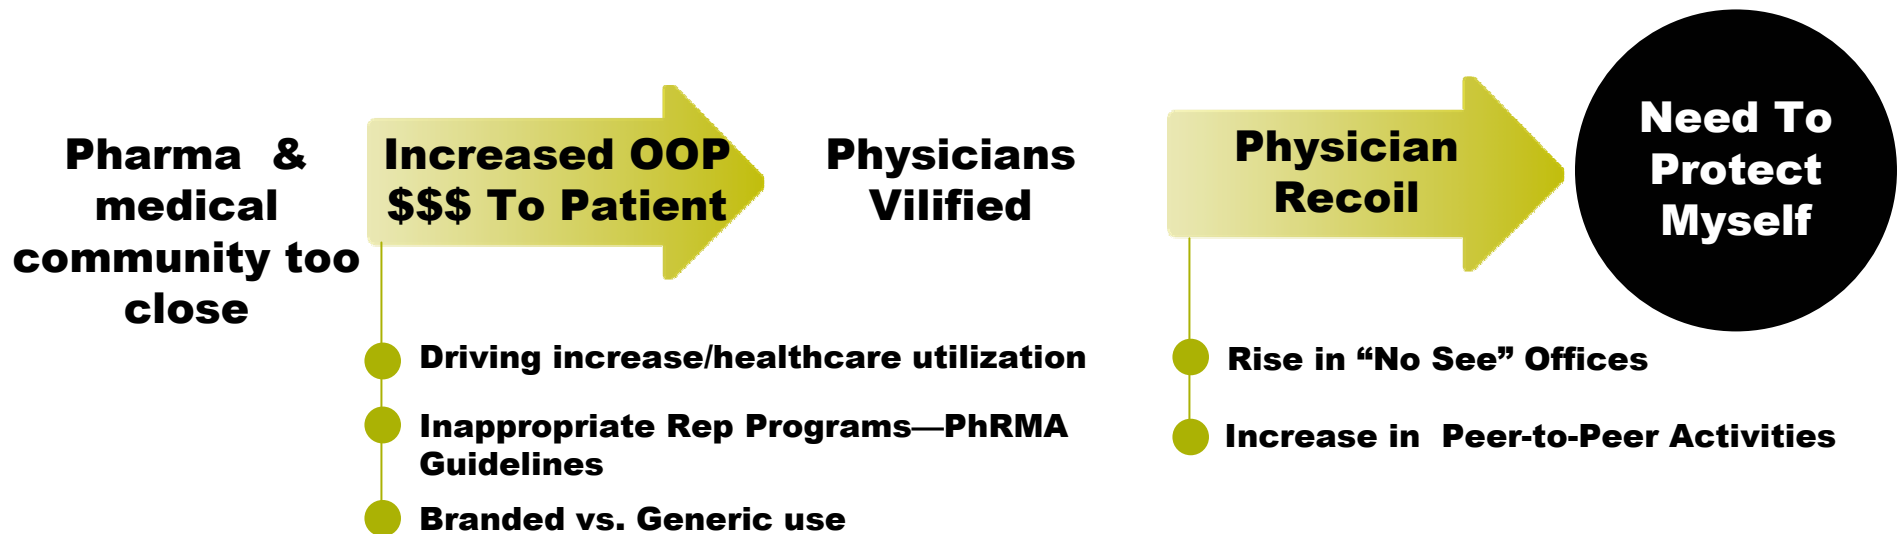 Pharma & 
medical
community too
close
Increased OOP
$$$ To Patient
Driving increase/healthcare utilization
Inappropriate Rep Programs—PhRMA
Guidelines
Branded vs. Generic use
Physicians
Vilified
Physician
Recoil
Rise in “No See” Offices
Increase in Peer-to-Peer Activities
Need To
Protect
Myself